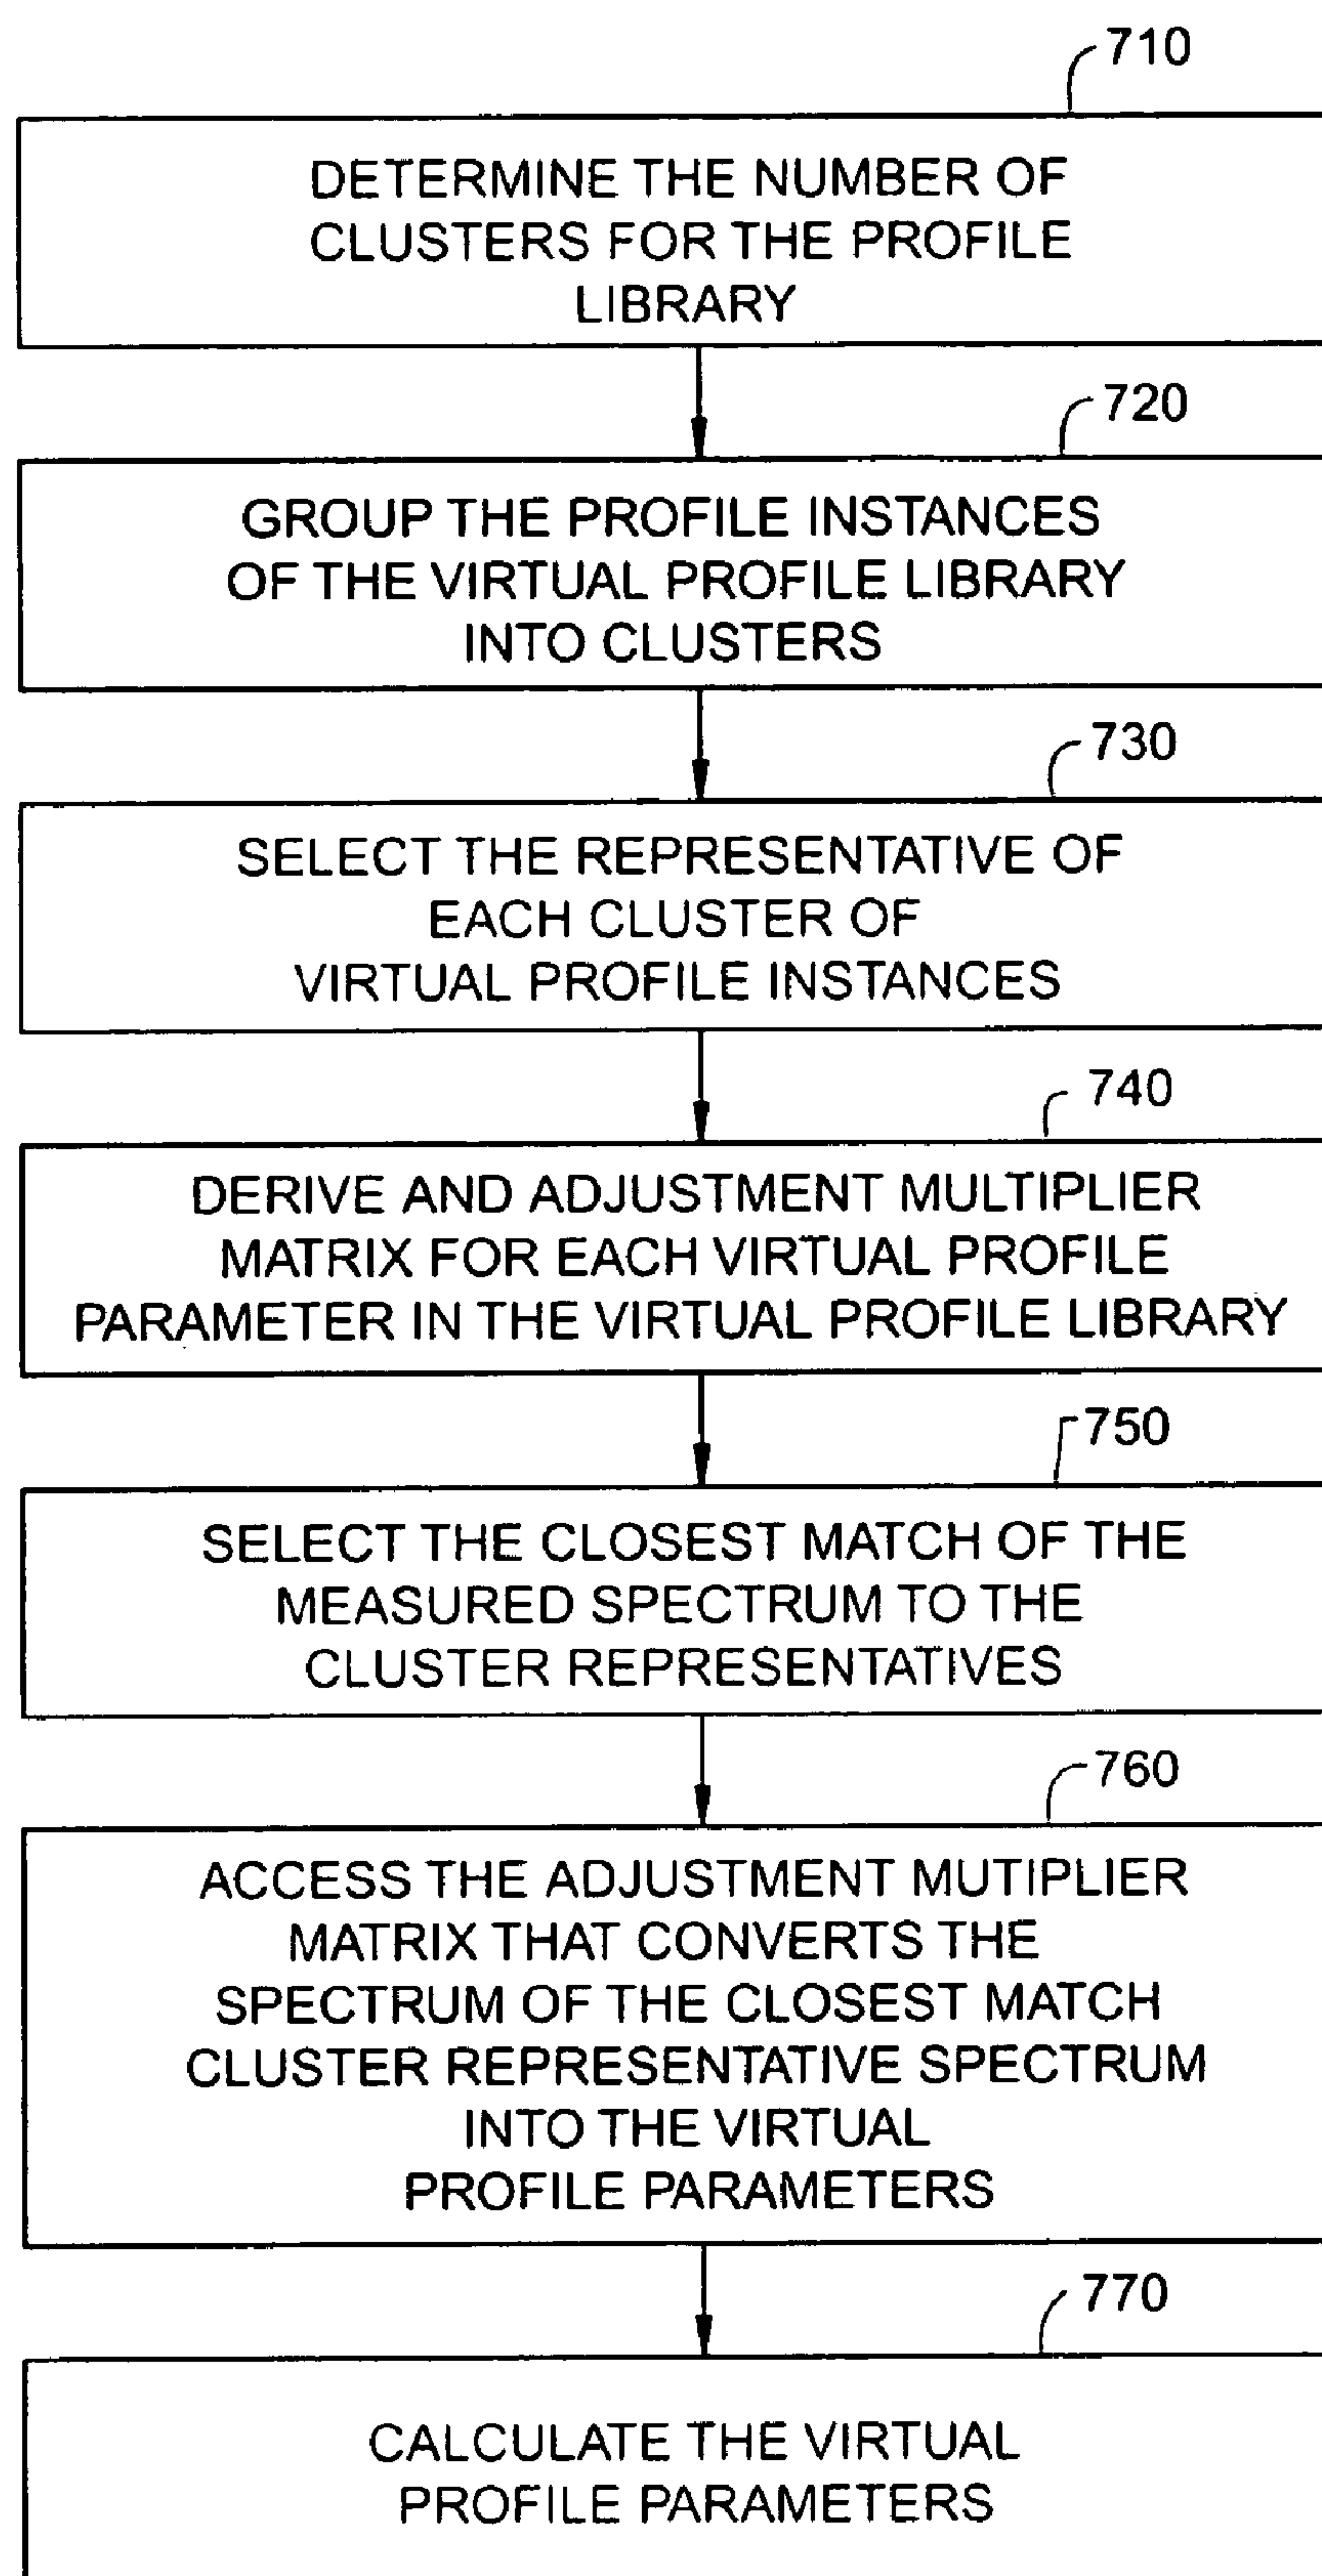 710
DETERMINE THE NUMBER OF
CLUSTERS FOR THE PROFILE
LIBRARY
720
GROUP THE PROFILE INSTANCES
OF THE VIRTUAL PROFILE LIBRARY
INTO CLUSTERS
730
SELECT THE REPRESENTATIVE OF
EACH CLUSTER OF
VIRTUAL PROFILE INSTANCES
740
DERIVE AND ADJUSTMENT MULTIPLIER
MATRIX FOR EACH VIRTUAL PROFILE
PARAMETER IN THE VIRTUAL PROFILE LIBRARY
750
SELECT THE CLOSEST MATCH OF THE
MEASURED SPECTRUM TO THE
CLUSTER REPRESENTATIVES
760
ACCESS THE ADJUSTMENT MUTIPLIER
MATRIX THAT CONVERTS THE
SPECTRUM OF THE CLOSEST MATCH
CLUSTER REPRESENTATIVE SPECTRUM
INTO THE VIRTUAL
PROFILE PARAMETERS
770
CALCULATE THE VIRTUAL
PROFILE PARAMETERS